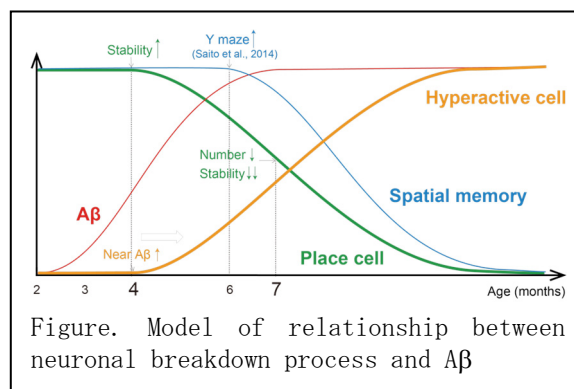 Stability ↑
Y maze ↑
(Saito et al., 2014)
Hyperactive cell
Number ↓
Stability ↓↓
Aβ
Spatial memory
Near Aβ ↑
Place cell
2 3 4 6 7 Age (months)
Figure. Model of relationship between
neuronal breakdown process and Aβ